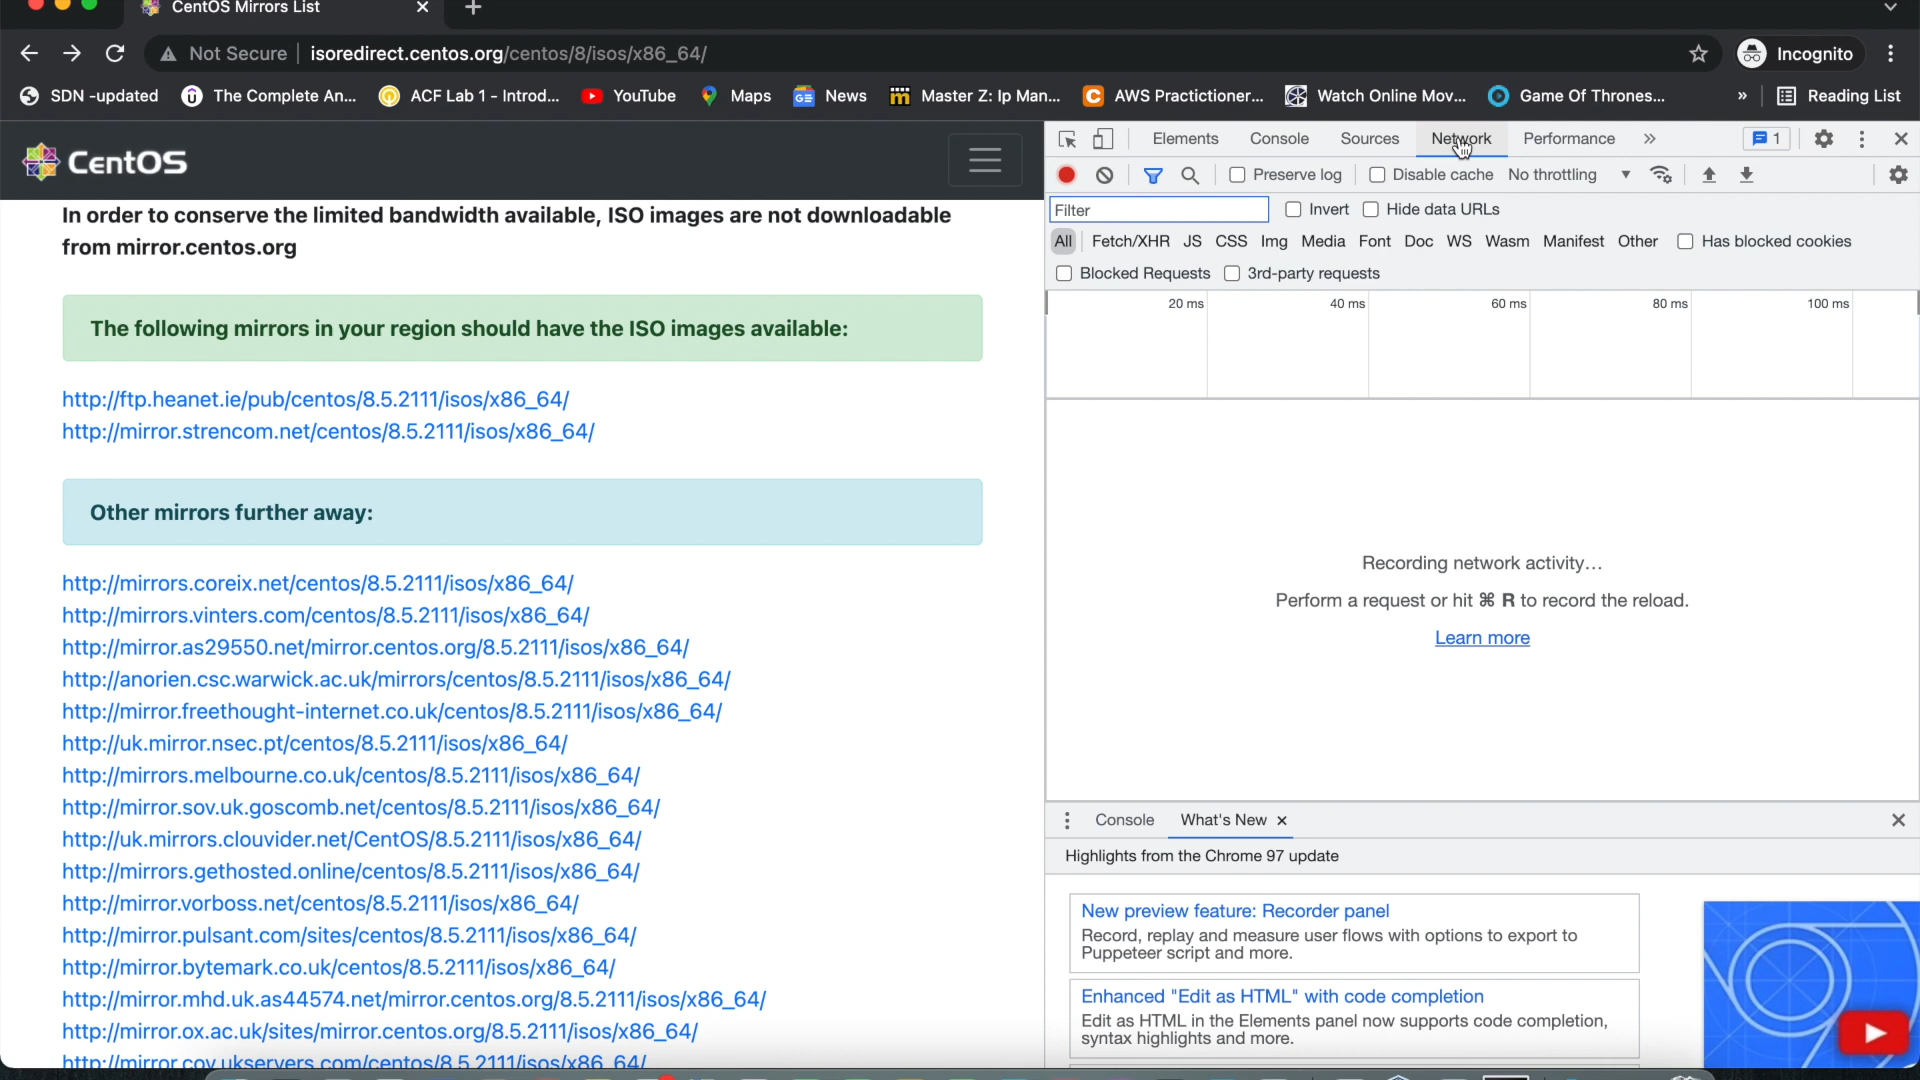 CentOS Mirrors List
Not Secure isoredirect.centos.org/centos/8/isos/x86_64/ Incognito
SDN -updated The Complete An... ACF Lab 1 - Introd... YouTube Maps News Master Z: Ip Man... AWS Practictioner... Watch Online Mov... Game Of Thrones... » Reading List
CentOS
In order to conserve the limited bandwidth available, ISO images are not downloadable
from mirror.centos.org
The following mirrors in your region should have the ISO images available:
http://ftp.heanet.ie/pub/centos/8.5.2111/isos/x86_64/
http://mirror.strencom.net/centos/8.5.2111/isos/x86_64/
Other mirrors further away:
http://mirrors.coreix.net/centos/8.5.2111/isos/x86_64/
http://mirrors.vinters.com/centos/8.5.2111/isos/x86_64/
http://mirror.as29550.net/mirror.centos.org/8.5.2111/isos/x86_64/
http://anorien.csc.warwick.ac.uk/mirrors/centos/8.5.2111/isos/x86_64/
http://mirror.freethought-internet.co.uk/centos/8.5.2111/isos/x86_64/
http://uk.mirror.nsec.pt/centos/8.5.2111/isos/x86_64/
http://mirrors.melbourne.co.uk/centos/8.5.2111/isos/x86_64/
http://mirror.sov.uk.goscomb.net/centos/8.5.2111/isos/x86_64/
http://uk.mirrors.clouvider.net/CentOS/8.5.2111/isos/x86_64/
http://mirrors.gethosted.online/centos/8.5.2111/isos/x86_64/
http://mirror.vorboss.net/centos/8.5.2111/isos/x86_64/
http://mirror.pulsant.com/sites/centos/8.5.2111/isos/x86_64/
http://mirror.bytemark.co.uk/centos/8.5.2111/isos/x86_64/
http://mirror.mhd.uk.as44574.net/mirror.centos.org/8.5.2111/isos/x86_64/
http://mirror.ox.ac.uk/sites/mirror.centos.org/8.5.2111/isos/x86_64/
http://mirror.cov.ukservers.com/centos/8.5.2111/isos/x86_64/
Elements Console Sources Network Performance » 1
Preserve log Disable cache No throttling
Filter Invert Hide data URLs
All Fetch/XHR JS CSS Img Media Font Doc WS Wasm Manifest Other Has blocked cookies
Blocked Requests 3rd-party requests
20 ms 40 ms 60 ms 80 ms 100 ms
Recording network activity…
Perform a request or hit ⌘ R to record the reload.
Learn more
Console What's New
Highlights from the Chrome 97 update
New preview feature: Recorder panel
Record, replay and measure user flows with options to export to
Puppeteer script and more.
Enhanced "Edit as HTML" with code completion
Edit as HTML in the Elements panel now supports code completion,
syntax highlights and more.